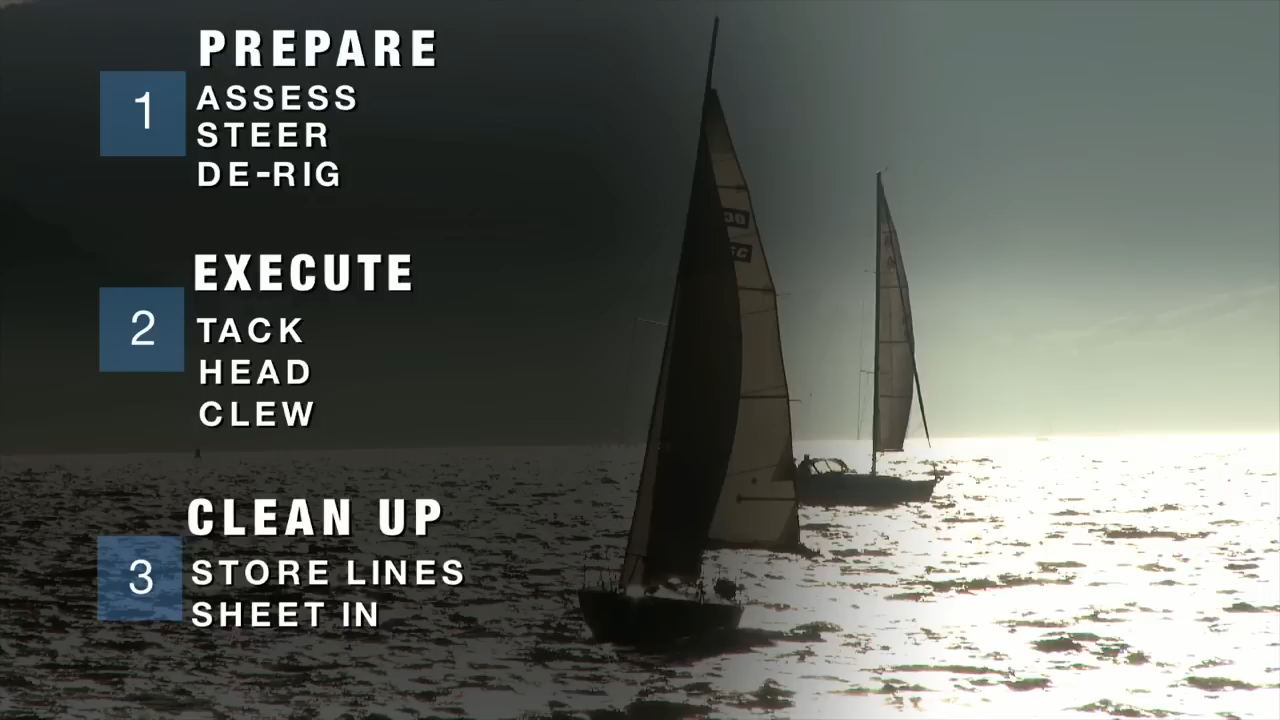 PREPARE
1
ASSESS
STEER
DE-RIG
EXECUTE
2
TACK
HEAD
CLEW
CLEAN UP
3
STORE LINES
SHEET IN